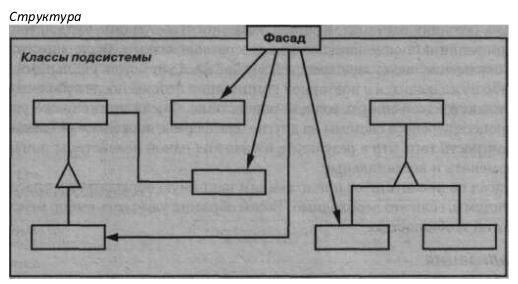 Структура
Фасад
Классы подсистемы